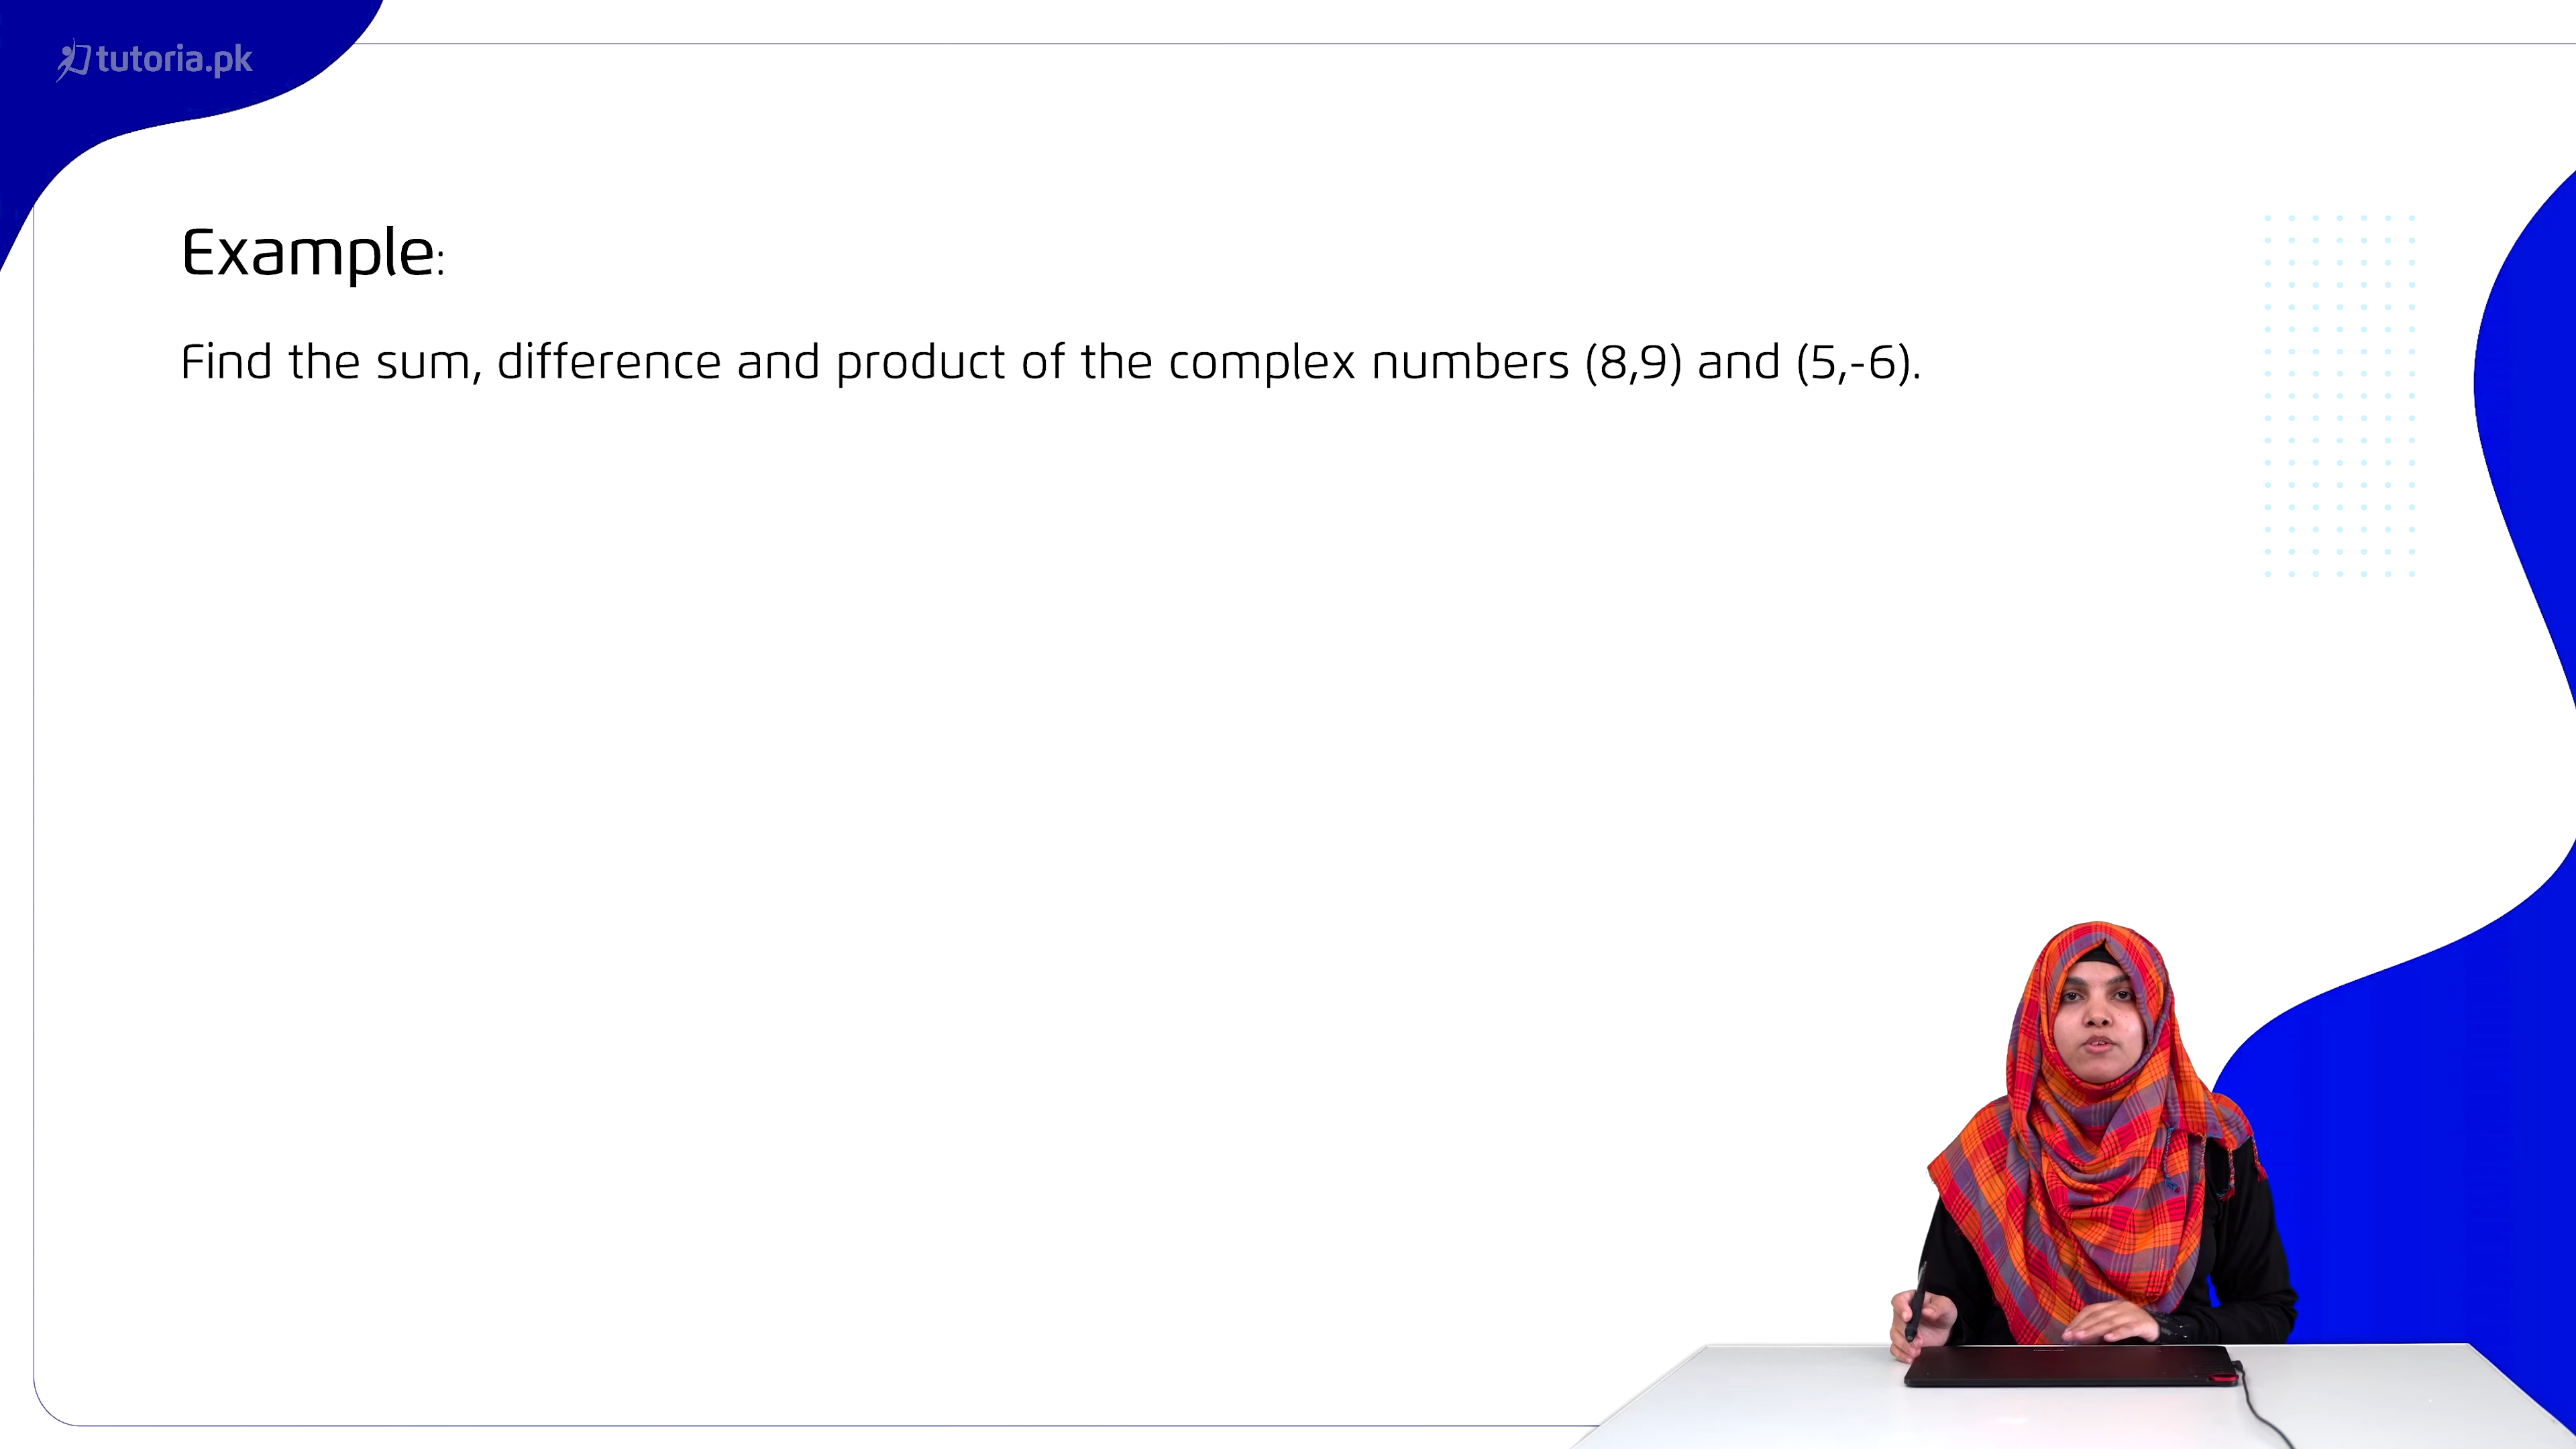 tutoria.pk
Example:
Find the sum, difference and product of the complex numbers (8,9) and (5,-6).